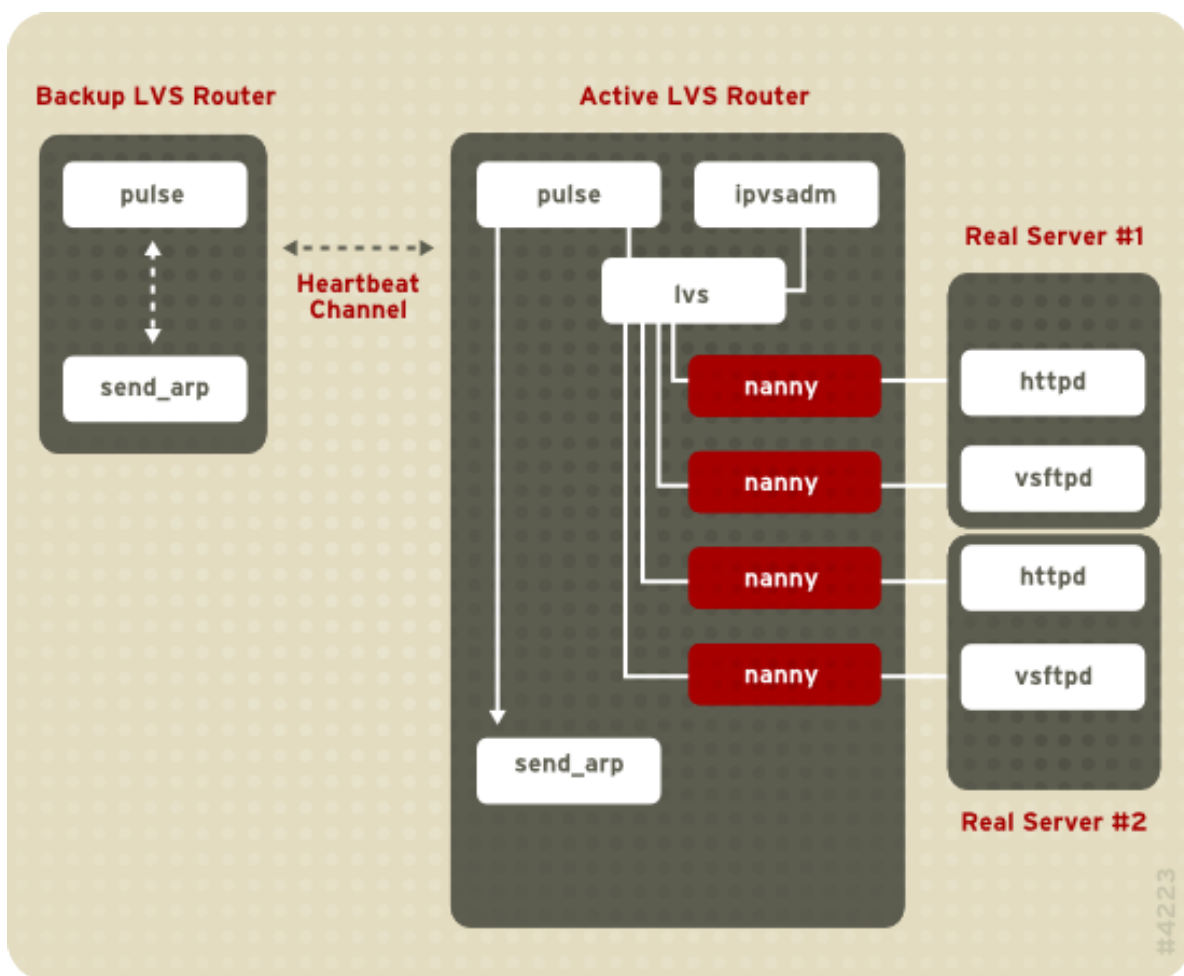 Backup LVS Router
pulse
send_arp
Heartbeat
Channel
Active LVS Router
pulse
ipvsadm
lvs
nanny
nanny
nanny
nanny
send_arp
Real Server #1
httpd
vsftpd
httpd
vsftpd
Real Server #2
#42223